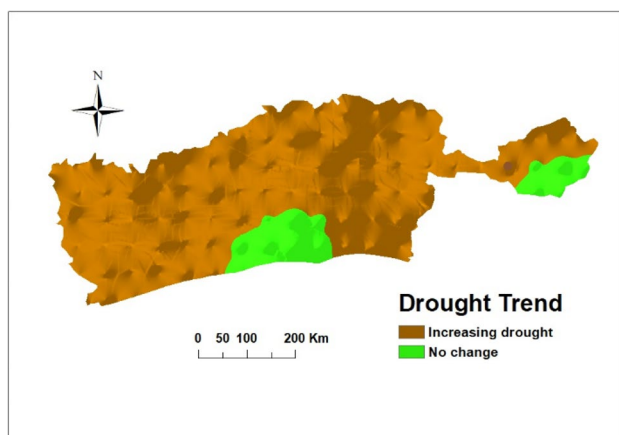 N
Drought Trend
Increasing drought
No change
0 50 100 200 Km